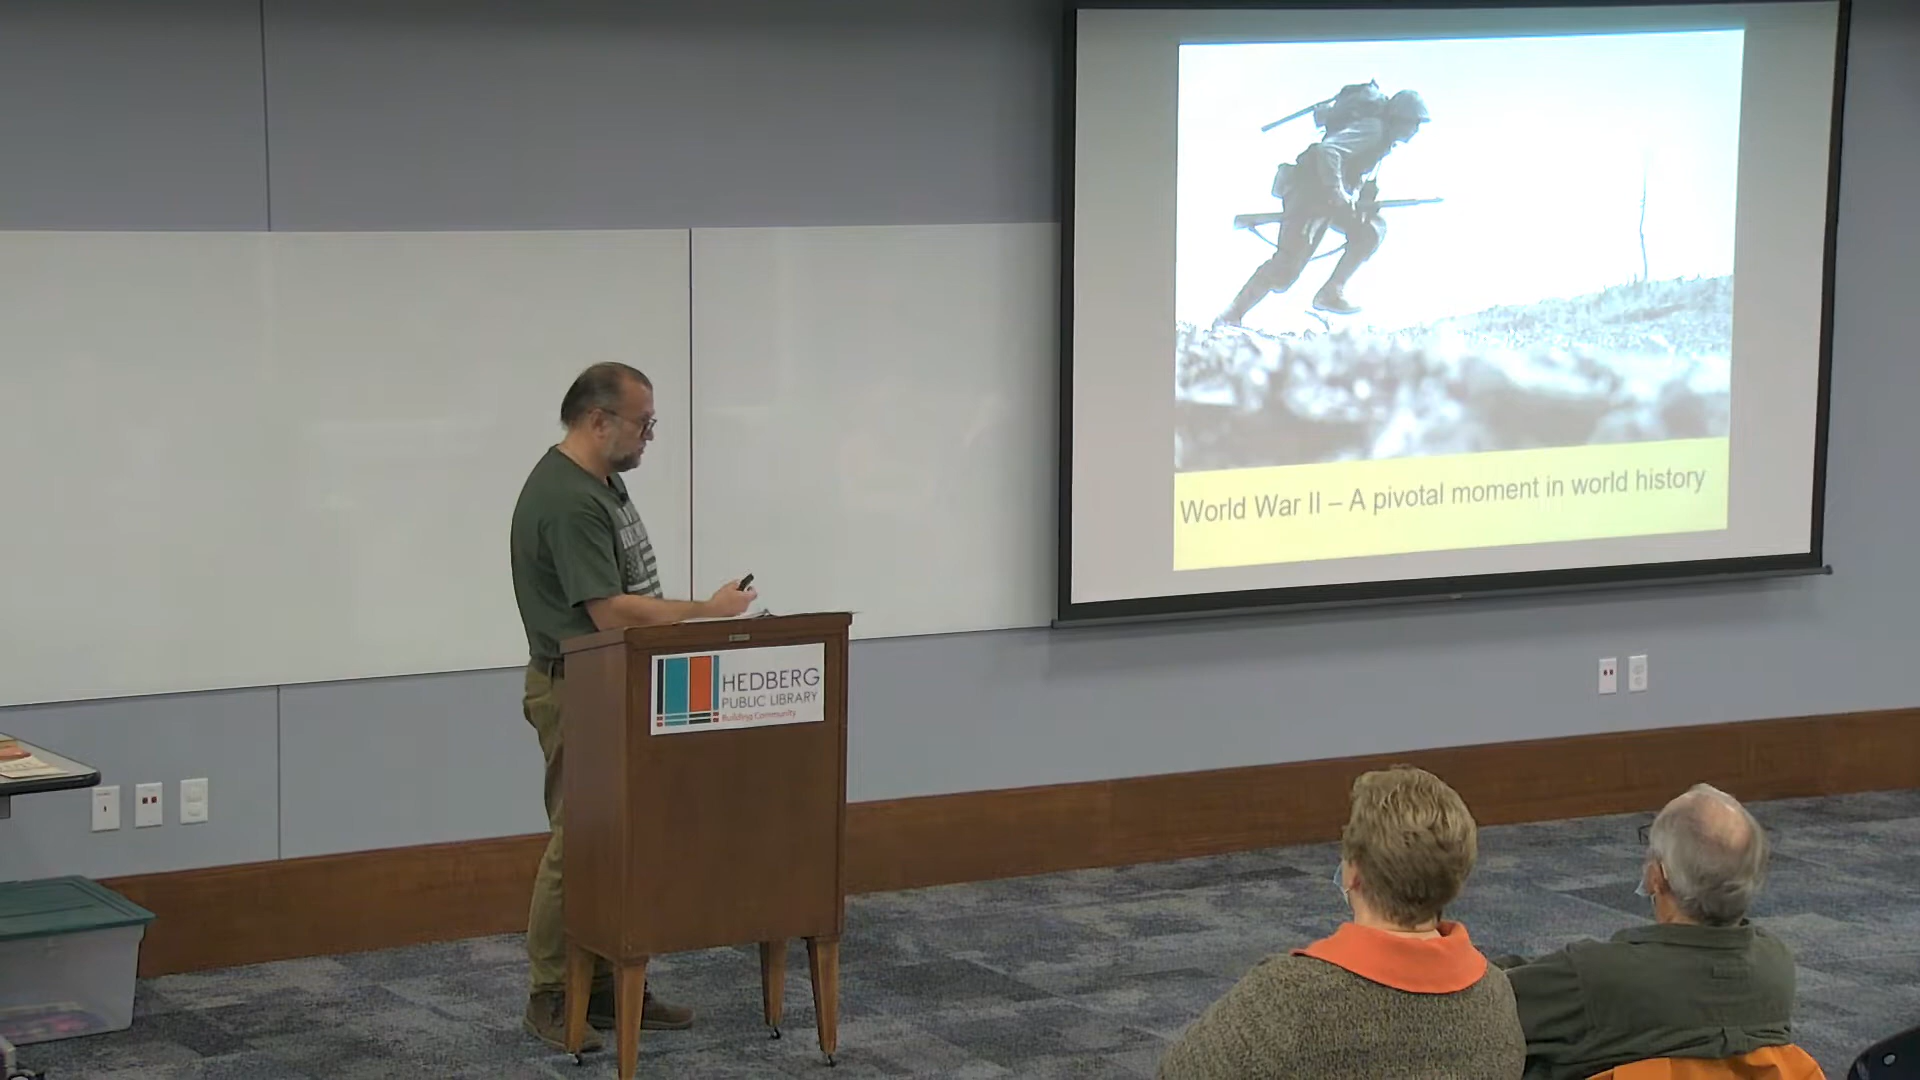 World War II – A pivotal moment in world history
HEDBERG
PUBLIC LIBRARY
Building Community